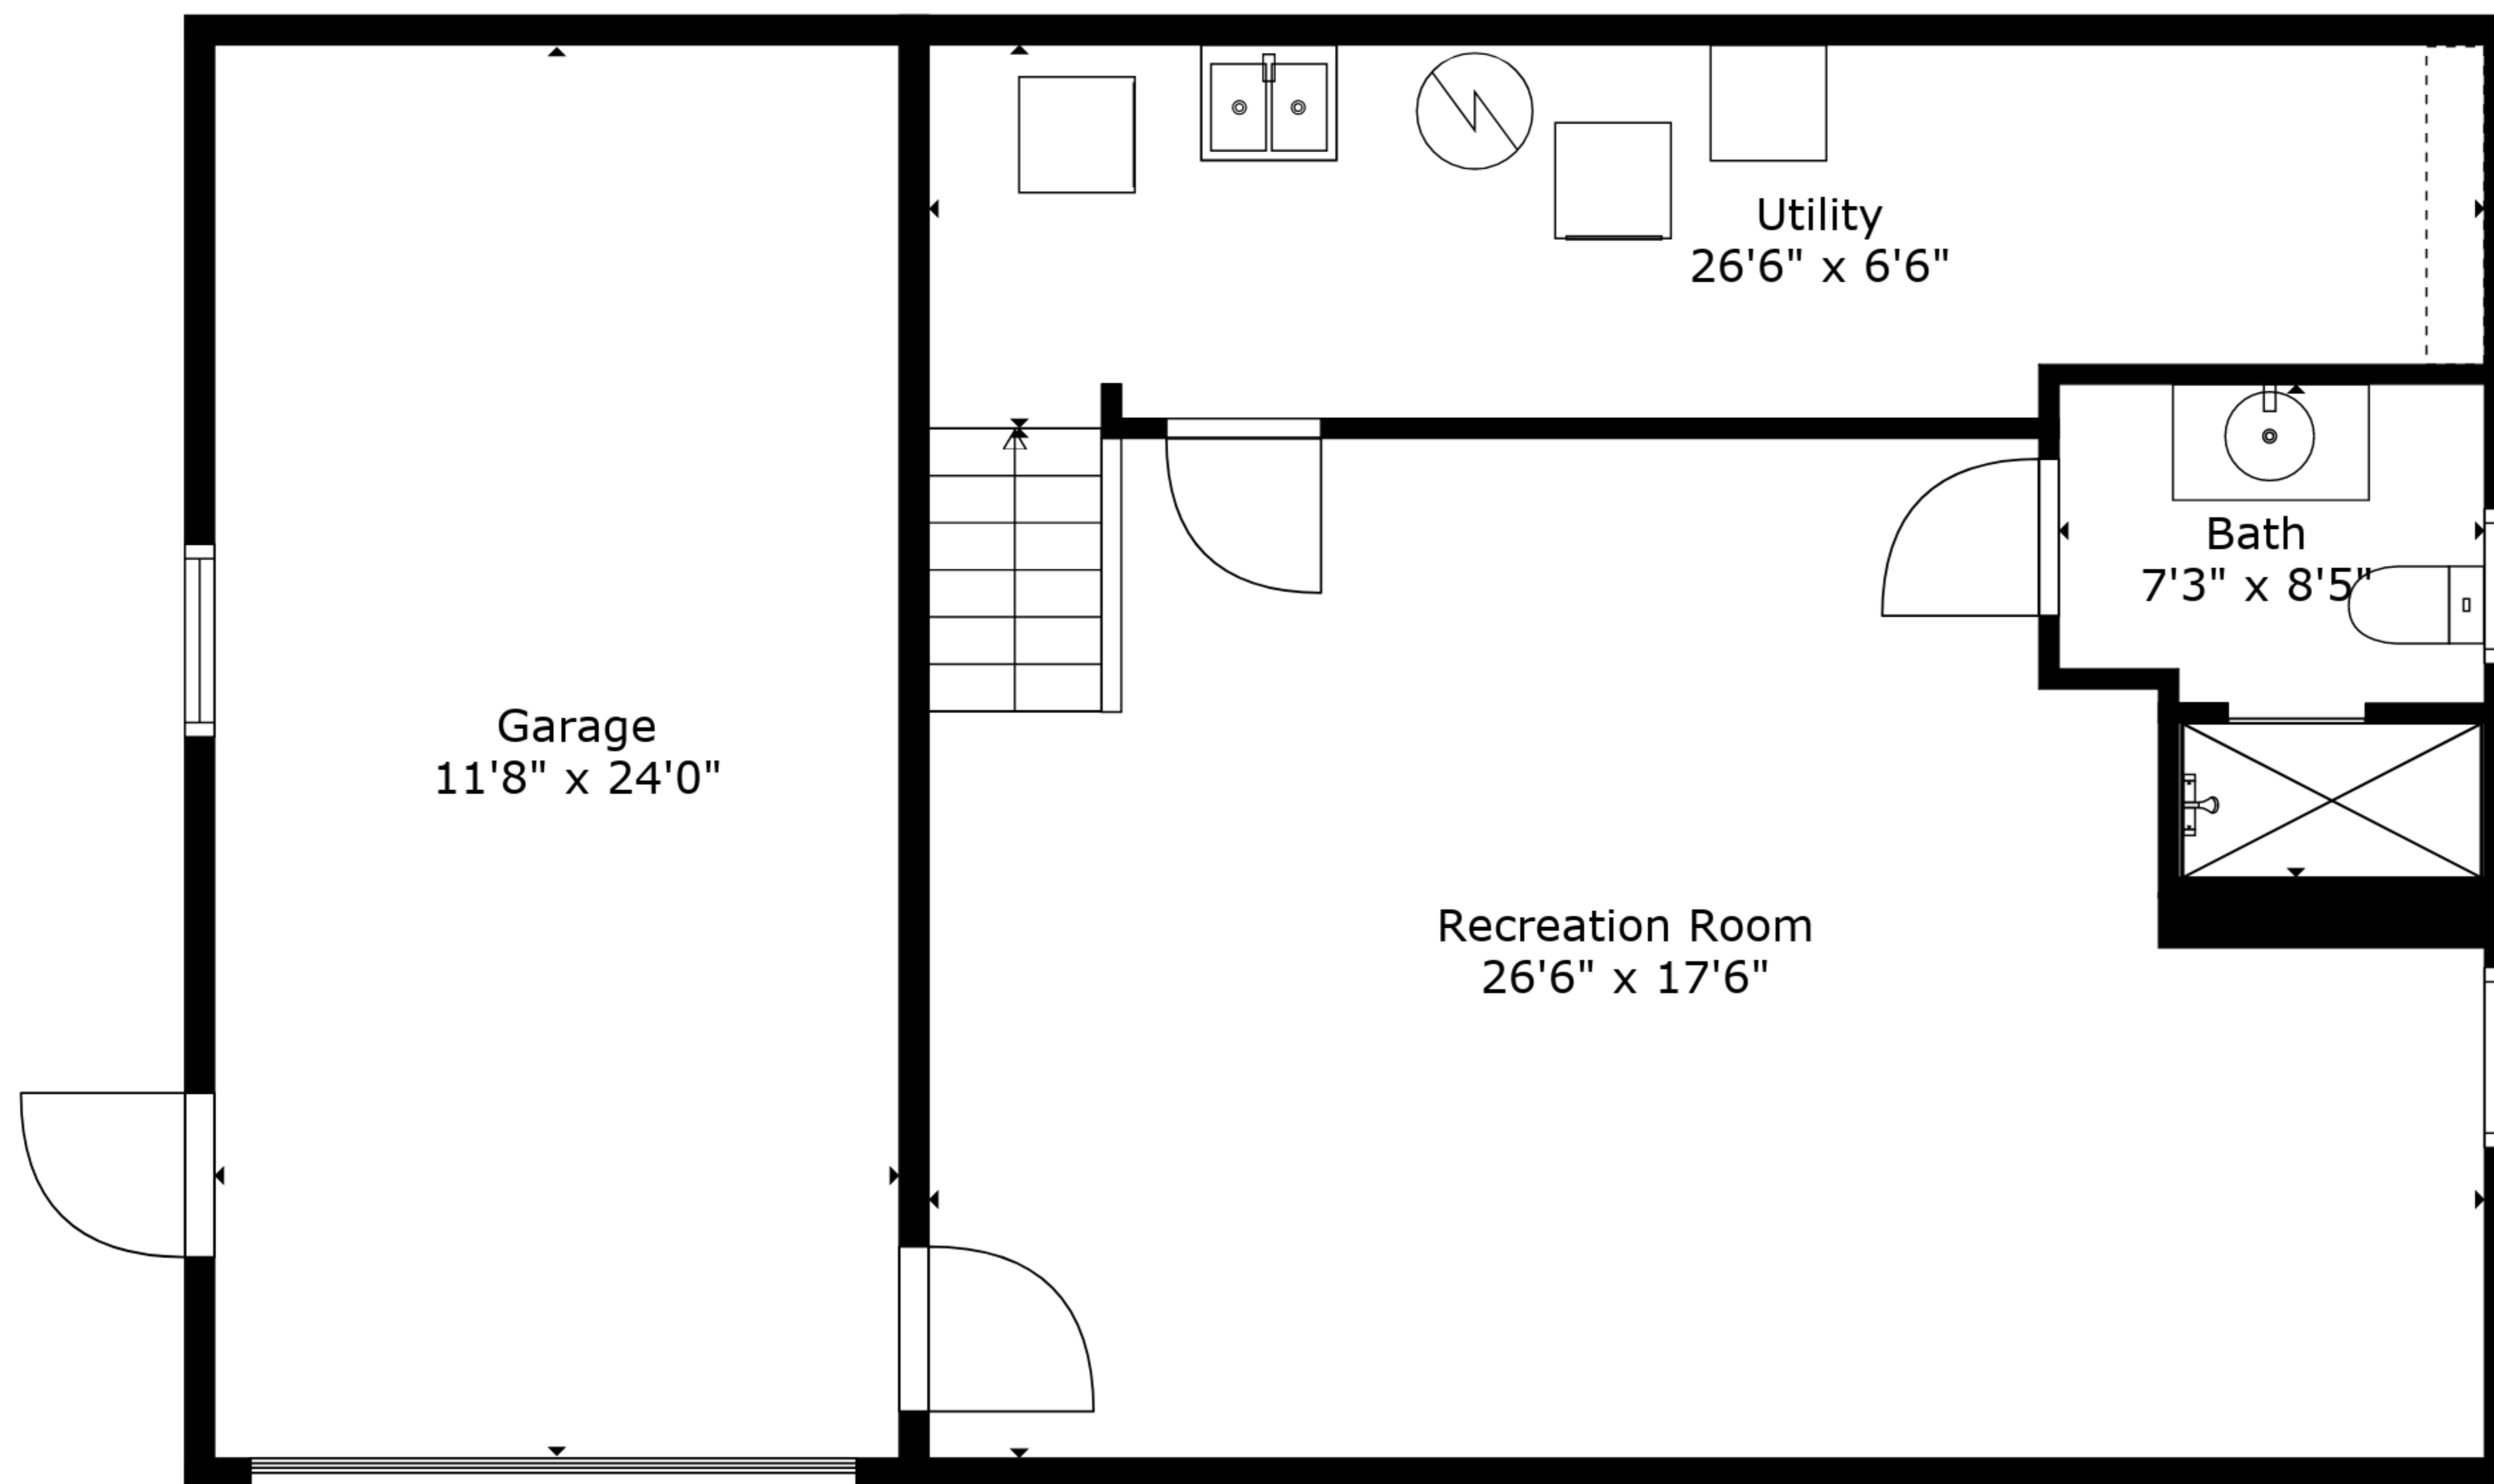 Utility
26'6" x 6'6"
Bath
7'3" x 8'5"
Garage
11'8" x 24'0"
Recreation Room
26'6" x 17'6"